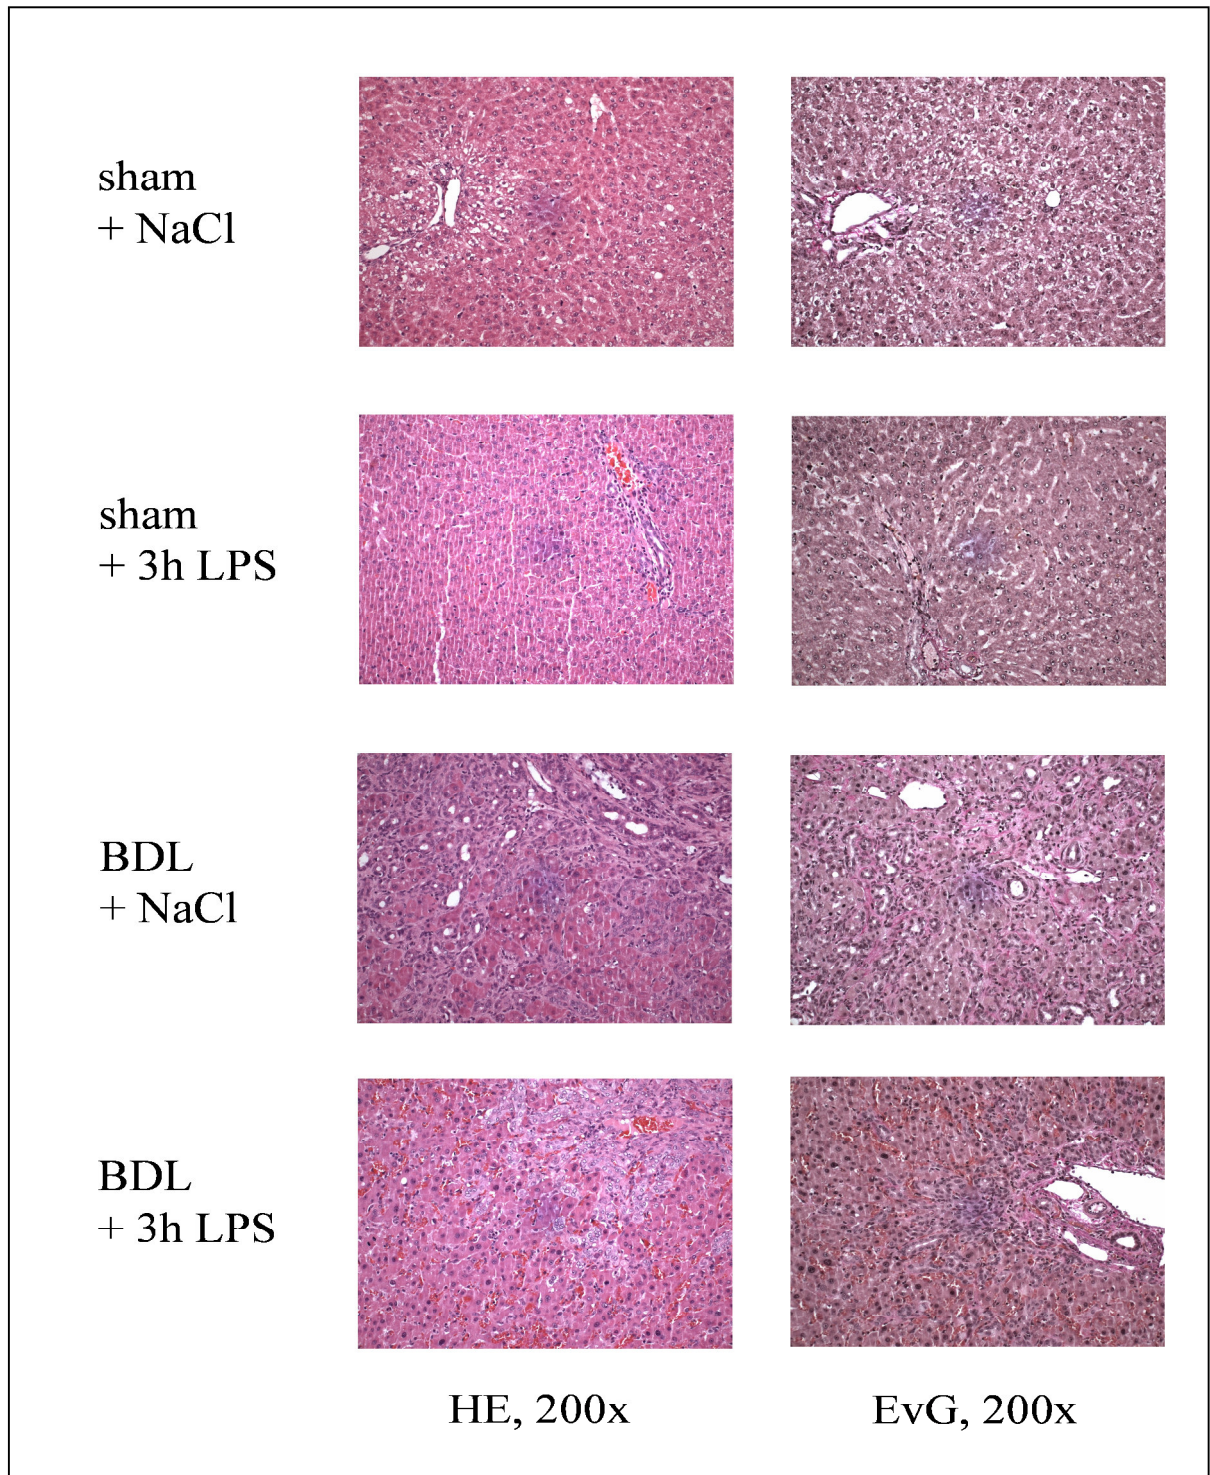 sham
+ NaCl
sham
+ 3h LPS
BDL
+ NaCl
BDL
+ 3h LPS
HE, 200x
EvG, 200x